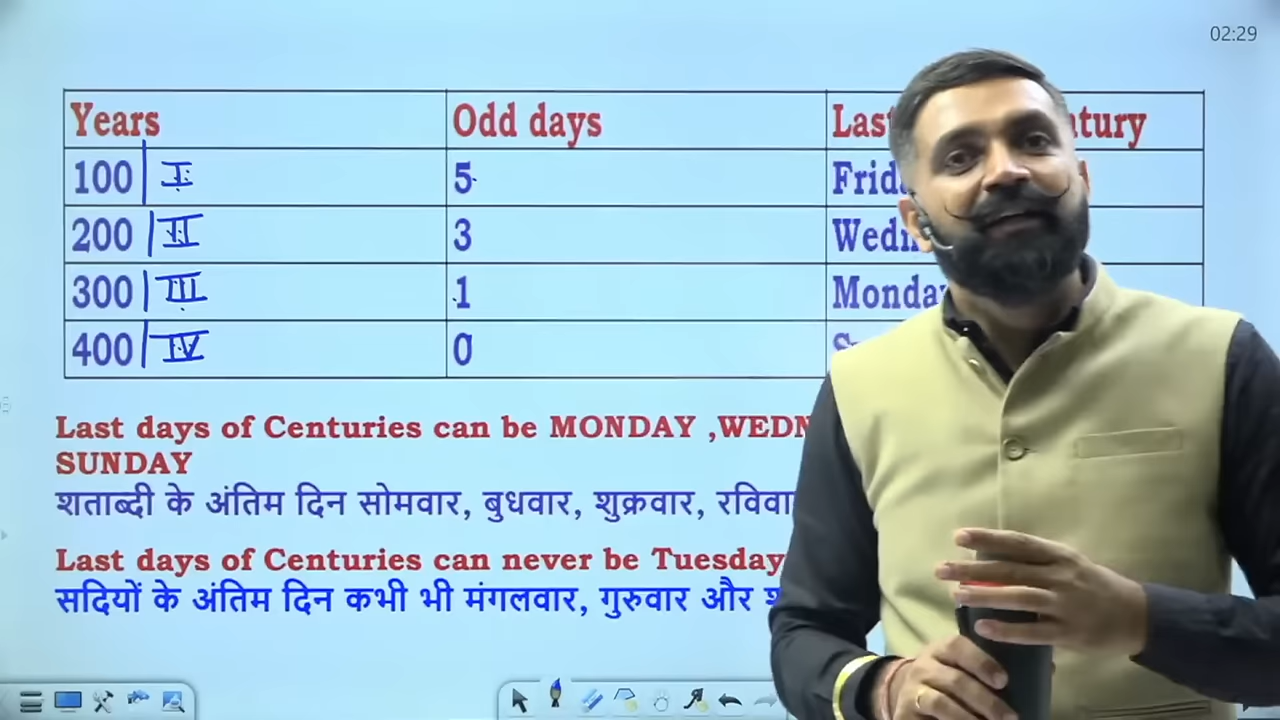 02:29
Years Odd days Last
100 I 5
200 II 3
300 III 1 Monday
400 IV 0
Last days of Centuries can be MONDAY ,
SUNDAY
शताब्दी के अंतिम दिन सोमवार, बुधवार, शुक्रवार,
Last days of Centuries can never be Tuesday
सदियों के अंतिम दिन कभी भी मंगलवार, गुरुवार और